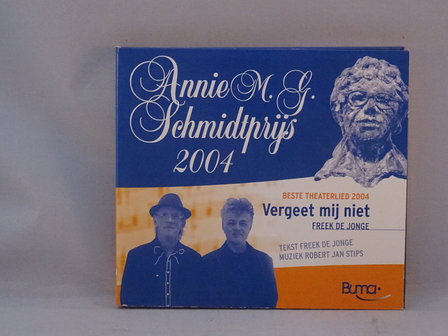 Annie M. G.
Schmidtprijs
2004
BESTE THEATERLIED 2004
Vergeet mij niet
FREEK DE JONGE
TEKST FREEK DE JONGE
MUZIEK ROBERT JAN STIPS
Buma